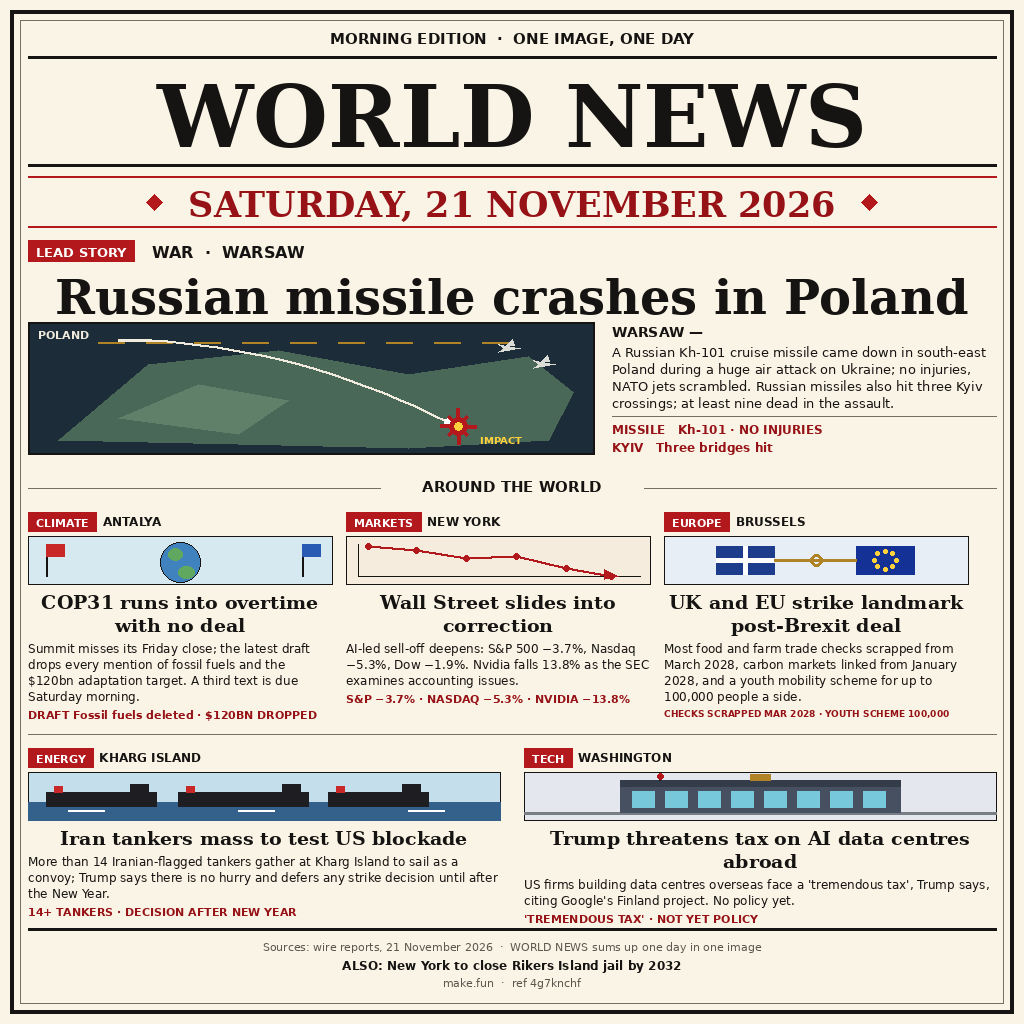 MORNING EDITION · ONE IMAGE, ONE DAY
WORLD NEWS
SATURDAY, 21 NOVEMBER 2026
LEAD STORY WAR · WARSAW
Russian missile crashes in Poland
POLAND
IMPACT
WARSAW —
A Russian Kh-101 cruise missile came down in south-east
Poland during a huge air attack on Ukraine; no injuries,
NATO jets scrambled. Russian missiles also hit three Kyiv
crossings; at least nine dead in the assault.
MISSILE Kh-101 · NO INJURIES
KYIV Three bridges hit
AROUND THE WORLD
CLIMATE ANTALYA
COP31 runs into overtime
with no deal
Summit misses its Friday close; the latest draft
drops every mention of fossil fuels and the
$120bn adaptation target. A third text is due
Saturday morning.
DRAFT Fossil fuels deleted · $120BN DROPPED
MARKETS NEW YORK
Wall Street slides into
correction
AI-led sell-off deepens: S&P 500 −3.7%, Nasdaq
−5.3%, Dow −1.9%. Nvidia falls 13.8% as the SEC
examines accounting issues.
S&P −3.7% · NASDAQ −5.3% · NVIDIA −13.8%
EUROPE BRUSSELS
UK and EU strike landmark
post-Brexit deal
Most food and farm trade checks scrapped from
March 2028, carbon markets linked from January
2028, and a youth mobility scheme for up to
100,000 people a side.
CHECKS SCRAPPED MAR 2028 · YOUTH SCHEME 100,000
ENERGY KHARG ISLAND
Iran tankers mass to test US blockade
More than 14 Iranian-flagged tankers gather at Kharg Island to sail as a
convoy; Trump says there is no hurry and defers any strike decision until after
the New Year.
14+ TANKERS · DECISION AFTER NEW YEAR
TECH WASHINGTON
Trump threatens tax on AI data centres
abroad
US firms building data centres overseas face a 'tremendous tax', Trump says,
citing Google's Finland project. No policy yet.
'TREMENDOUS TAX' · NOT YET POLICY
Sources: wire reports, 21 November 2026 · WORLD NEWS sums up one day in one image
ALSO: New York to close Rikers Island jail by 2032
make.fun · ref 4g7knchf